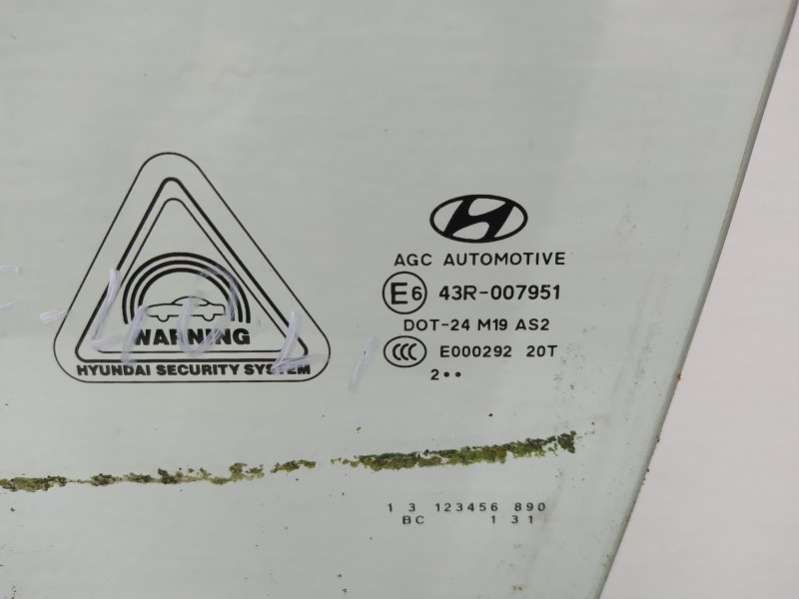 WARNING
HYUNDAI SECURITY SYSTEM
AGC AUTOMOTIVE
E6 43R-007951
DOT-24 M19 AS2
CCC E000292 20T
2••
1 3 123456 890
BC 1 31